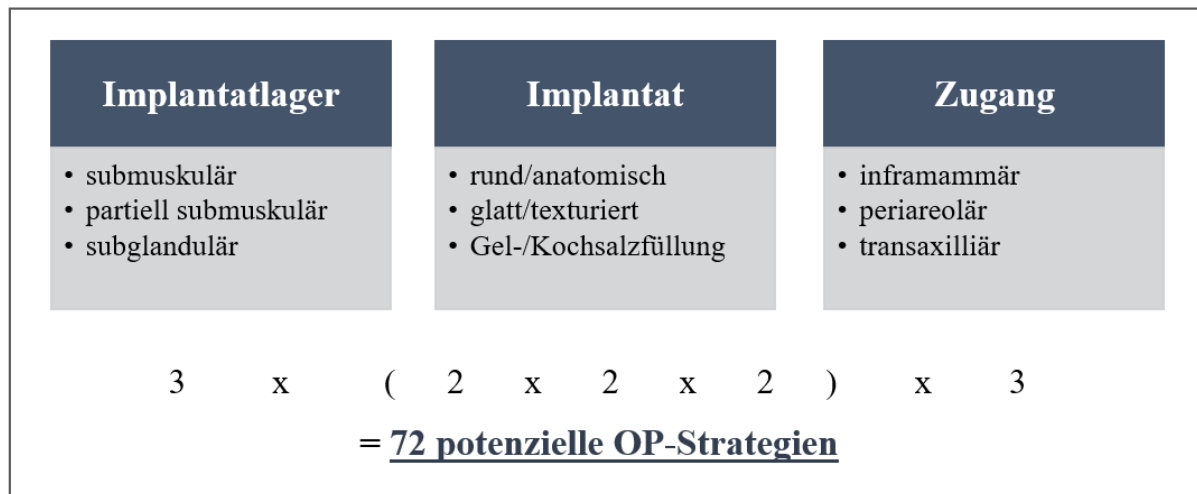 Implantatlager
• submuskulär
• partiell submuskulär
• subglandulär
Implantat
• rund/anatomisch
• glatt/texturiert
• Gel-/Kochsalzfüllung
Zugang
• inframammär
• periareolär
• transaxilliär
3 x ( 2 x 2 x 2 ) x 3
= 72 potenzielle OP-Strategien